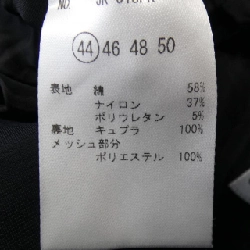 44 46 48 50
表地 綿 58%
ナイロン 37%
ポリウレタン 5%
裏地 キュプラ 100%
メッシュ部分
ポリエステル 100%